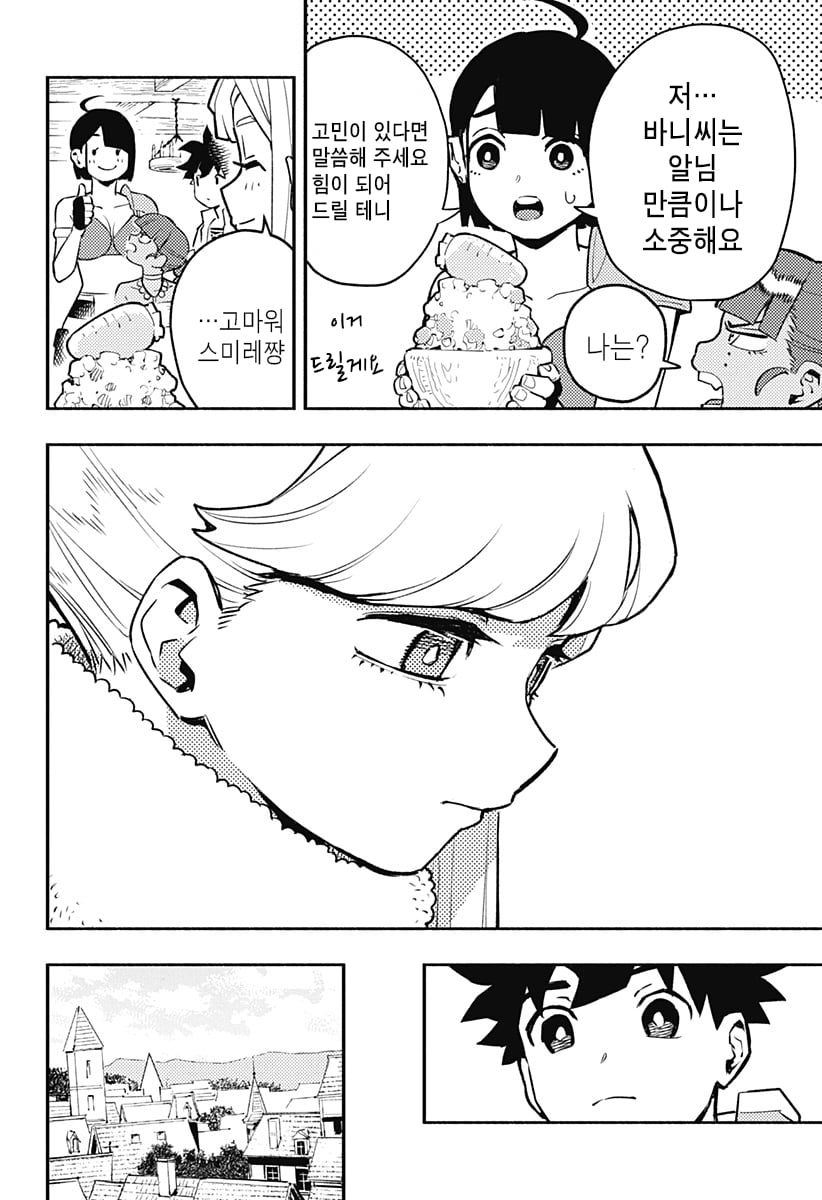 저…
바니씨는
알님
만큼이나
소중해요
나는?
고민이 있다면
말씀해 주세요
힘이 되어
드릴 테니
이거
드릴게요
…고마워
스미레쨩